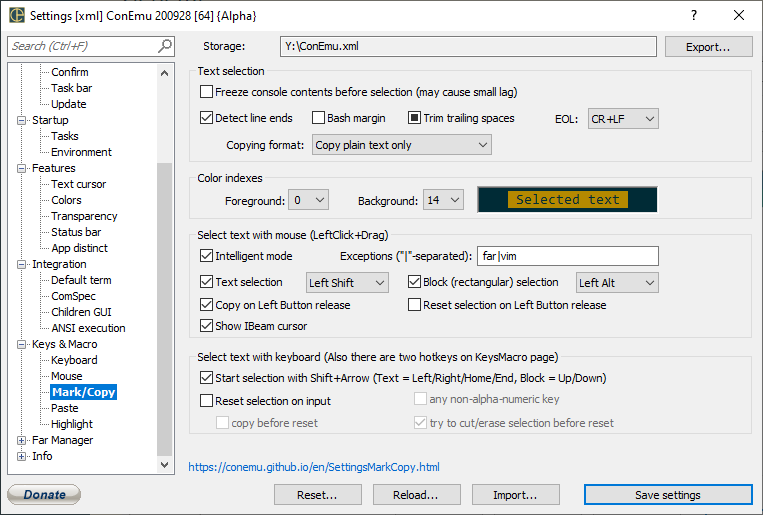 Settings [xml] ConEmu 200928 [64] {Alpha}
Search (Ctrl+F)
Storage:
Y:\ConEmu.xml
Export...
Confirm
Task bar
Update
Startup
Tasks
Environment
Features
Text cursor
Colors
Transparency
Status bar
App distinct
Integration
Default term
ComSpec
Children GUI
ANSI execution
Keys & Macro
Keyboard
Mouse
Mark/Copy
Paste
Highlight
Far Manager
Info
Text selection
Freeze console contents before selection (may cause small lag)
Detect line ends
Bash margin
Trim trailing spaces
EOL:
CR+LF
Copying format:
Copy plain text only
Color indexes
Foreground:
0
Background:
14
Selected text
Select text with mouse (LeftClick+Drag)
Intelligent mode
Exceptions ("|"-separated):
far|vim
Text selection
Left Shift
Block (rectangular) selection
Left Alt
Copy on Left Button release
Reset selection on Left Button release
Show IBeam cursor
Select text with keyboard (Also there are two hotkeys on KeysMacro page)
Start selection with Shift+Arrow (Text = Left/Right/Home/End, Block = Up/Down)
Reset selection on input
any non-alpha-numeric key
copy before reset
try to cut/erase selection before reset
https://conemu.github.io/en/SettingsMarkCopy.html
Donate
Reset...
Reload...
Import...
Save settings